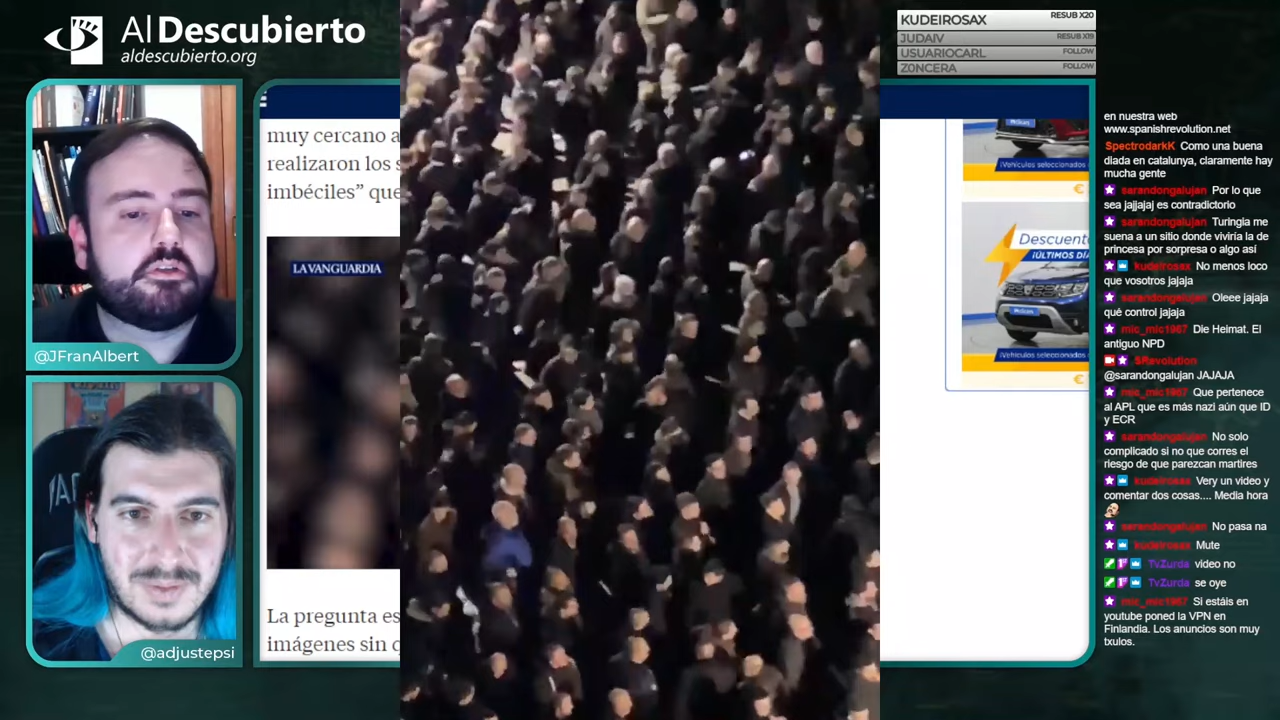 Al Descubierto
aldescubierto.org
KUDEIROSAX RESUB X20
JUDAIV RESUB X19
USUARIOCARL FOLLOW
Z0NCERA FOLLOW
@JFranAlbert
@adjustepsi
muy cercano a
realizaron los s
imbéciles” que
LA VANGUARDIA
La pregunta es
imágenes sin
¡Vehículos seleccionados
€
Descuent
¡ÚLTIMOS DÍA
¡Vehículos seleccionados
€
en nuestra web
www.spanishrevolution.net
SpectrodarkK Como una buena
diada en catalunya, claramente hay
mucha gente
sarandongalujan Por lo que
sea jajjajaj es contradictorio
sarandongalujan Turingia me
suena a un sitio donde viviría la de
princesa por sorpresa o algo así
kudeirosax No menos loco
que vosotros jajaja
sarandongalujan Oleee jajaja
qué control jajaja
mic_mic1987 Die Heimat. El
antiguo NPD
SRevolution
@sarandongalujan JAJAJA
mic_mic1987 Que pertenece
al APL que es más nazi aún que ID
y ECR
sarandongalujan No solo
complicado si no que corres el
riesgo de que parezcan martires
kudeirosax Very un video y
comentar dos cosas.... Media hora
sarandongalujan No pasa na
kudeirosax Mute
TvZurda video no
TvZurda se oye
mic_mic1987 Si estáis en
youtube poned la VPN en
Finlandia. Los anuncios son muy
txulos.